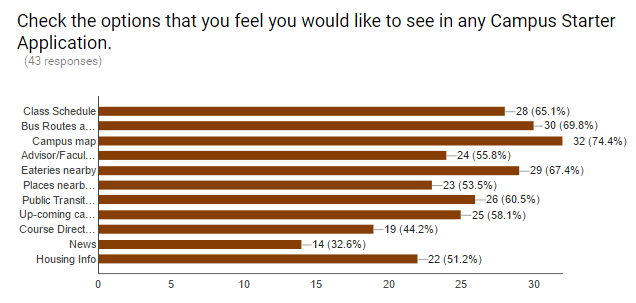 Check the options that you feel you would like to see in any Campus Starter
Application.
(43 responses)
Class Schedule 28 (65.1%)
Bus Routes a... 30 (69.8%)
Campus map 32 (74.4%)
Advisor/Facul... 24 (55.8%)
Eateries nearby 29 (67.4%)
Places nearb... 23 (53.5%)
Public Transit... 26 (60.5%)
Up-coming ca... 25 (58.1%)
Course Direct... 19 (44.2%)
News 14 (32.6%)
Housing Info 22 (51.2%)
0 5 10 15 20 25 30